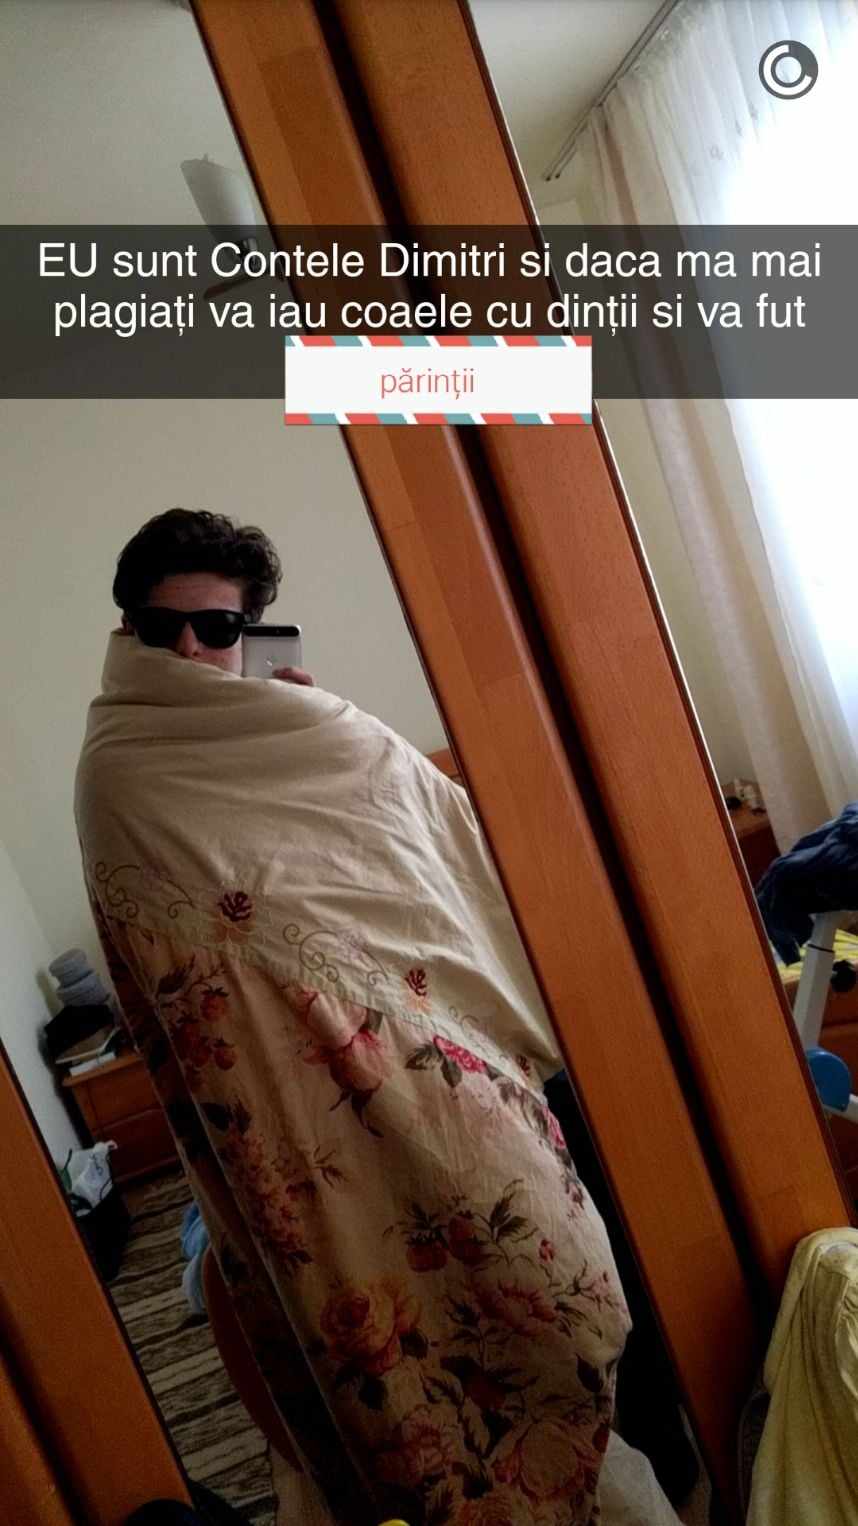 EU sunt Contele Dimitri si daca ma mai
plagiați va iau coaele cu dinții si va fut
părinții